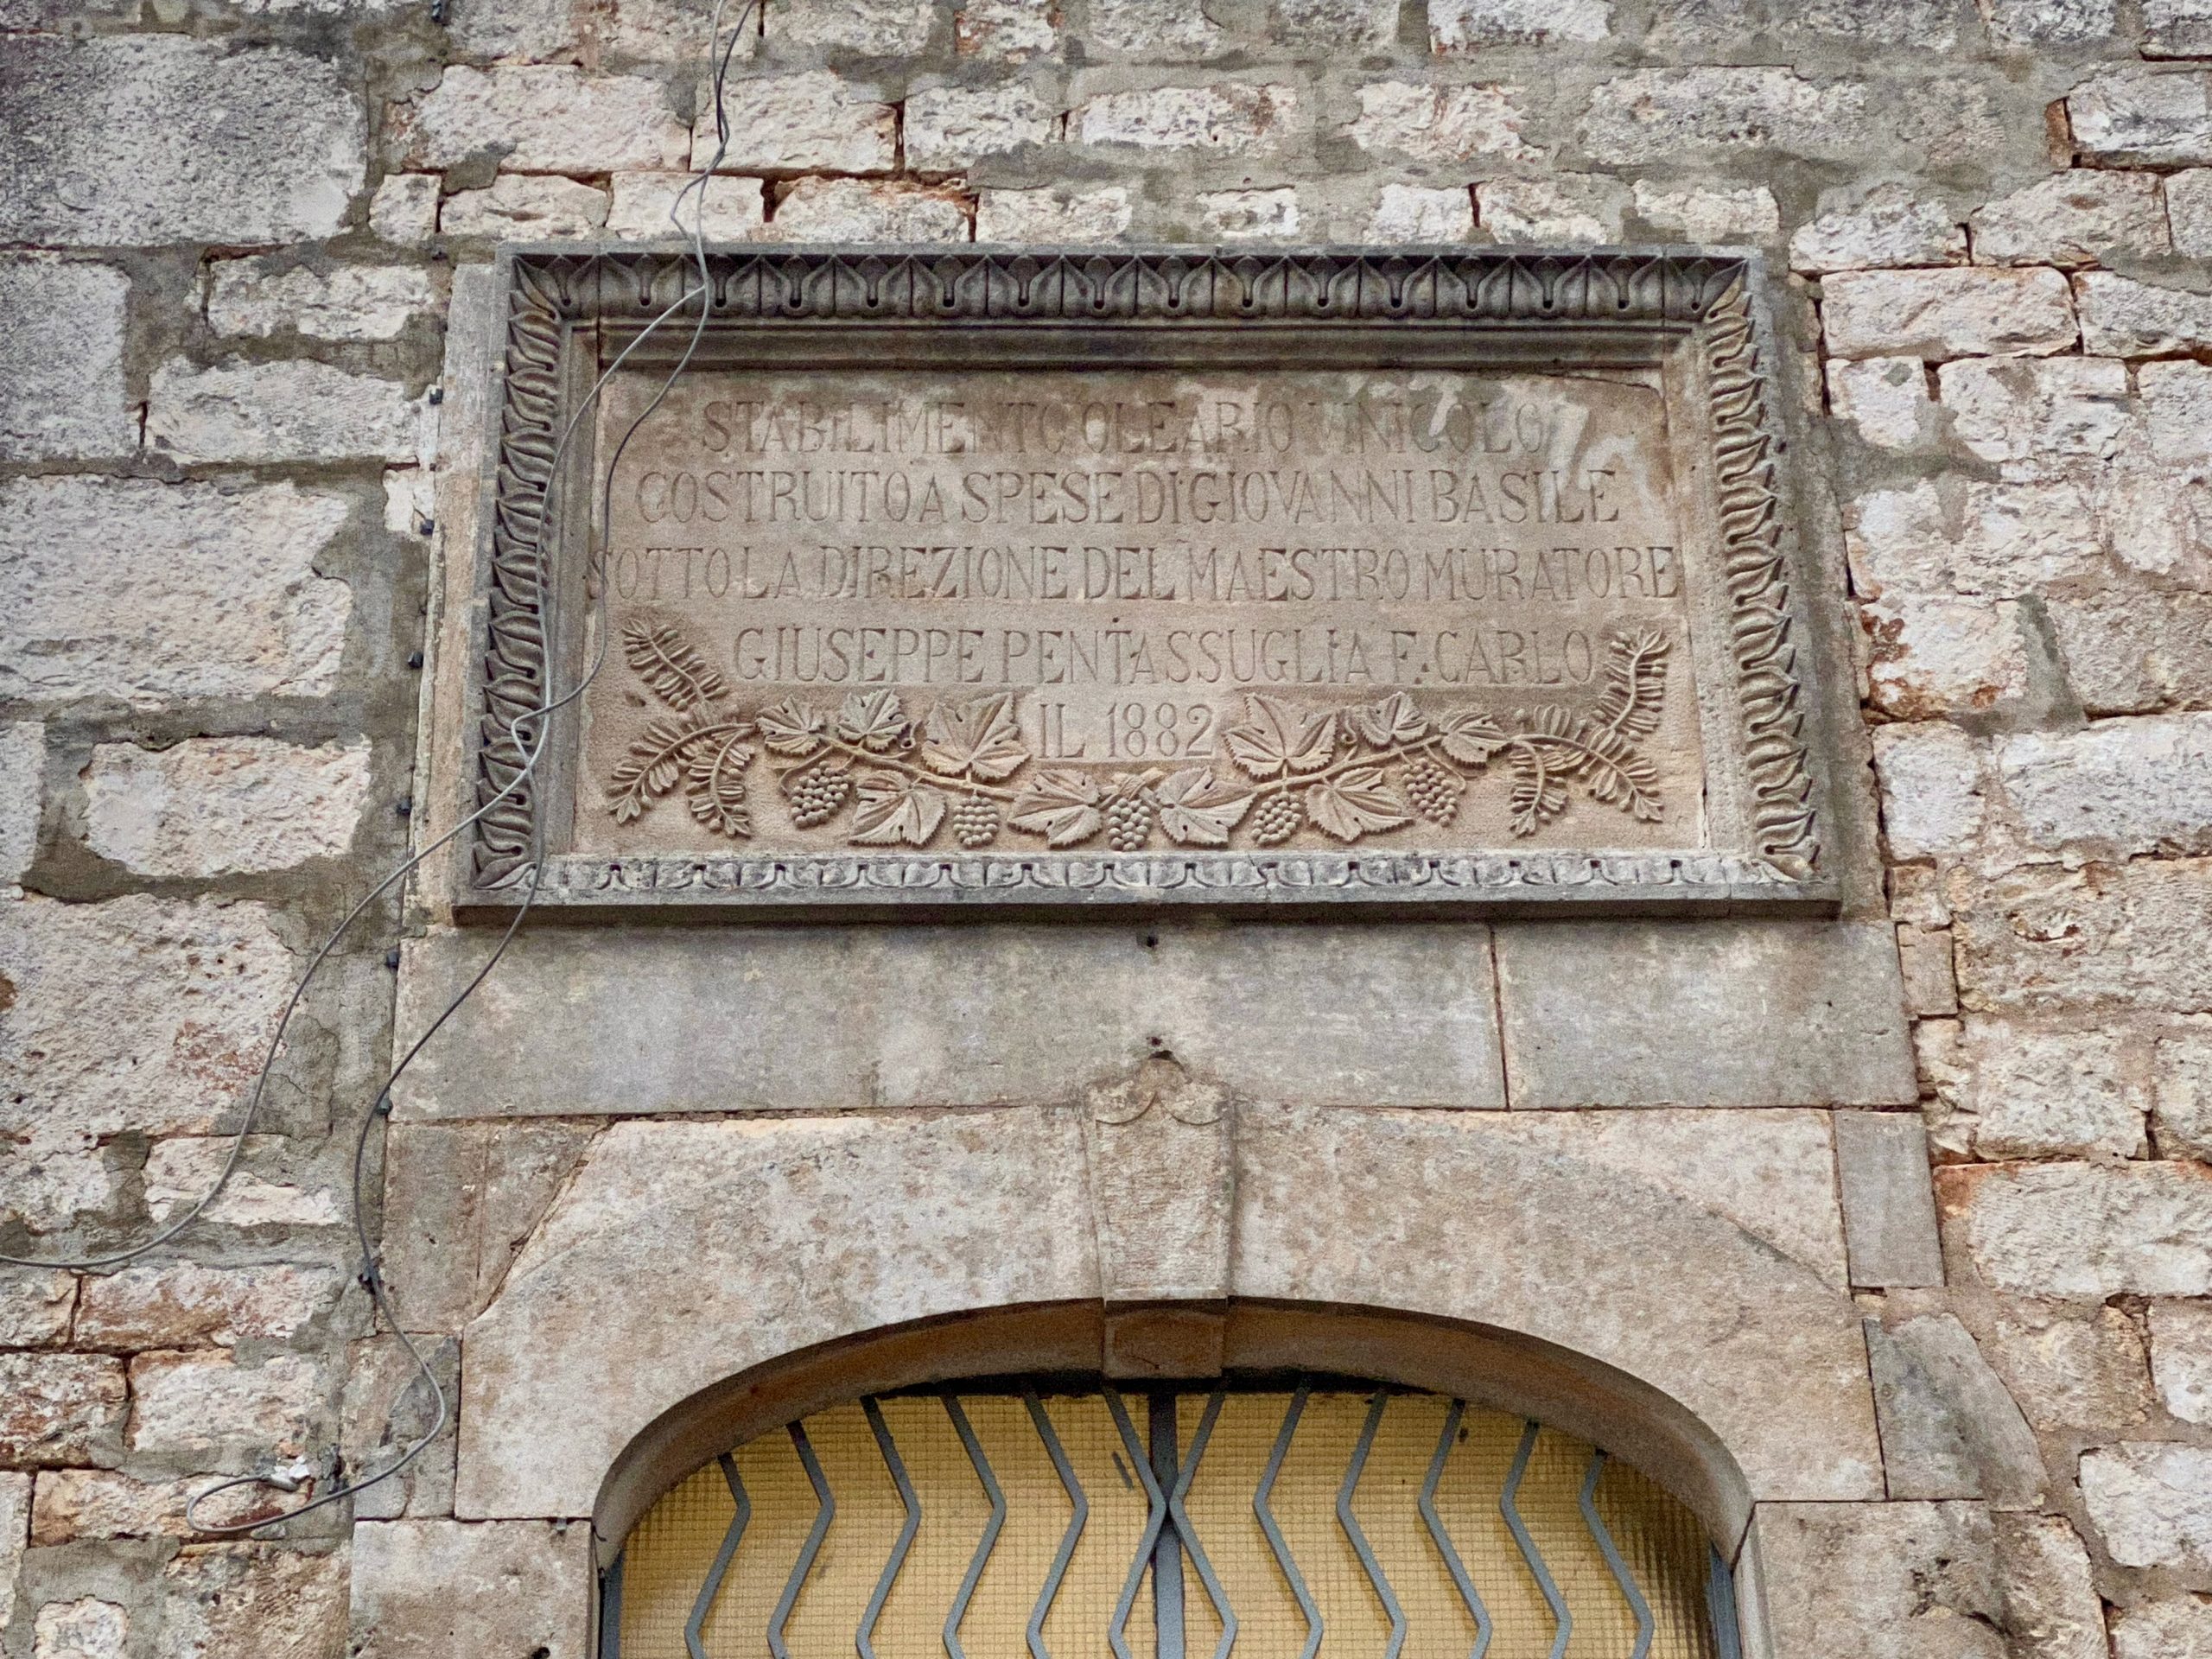 STABILIMENTO OLEARIO VINICOLO
COSTRUITO A SPESE DI GIOVANNI BASILE
SOTTO LA DIREZIONE DEL MAESTRO MURATORE
GIUSEPPE PENTASSUGLIA F. CARLO
IL 1882